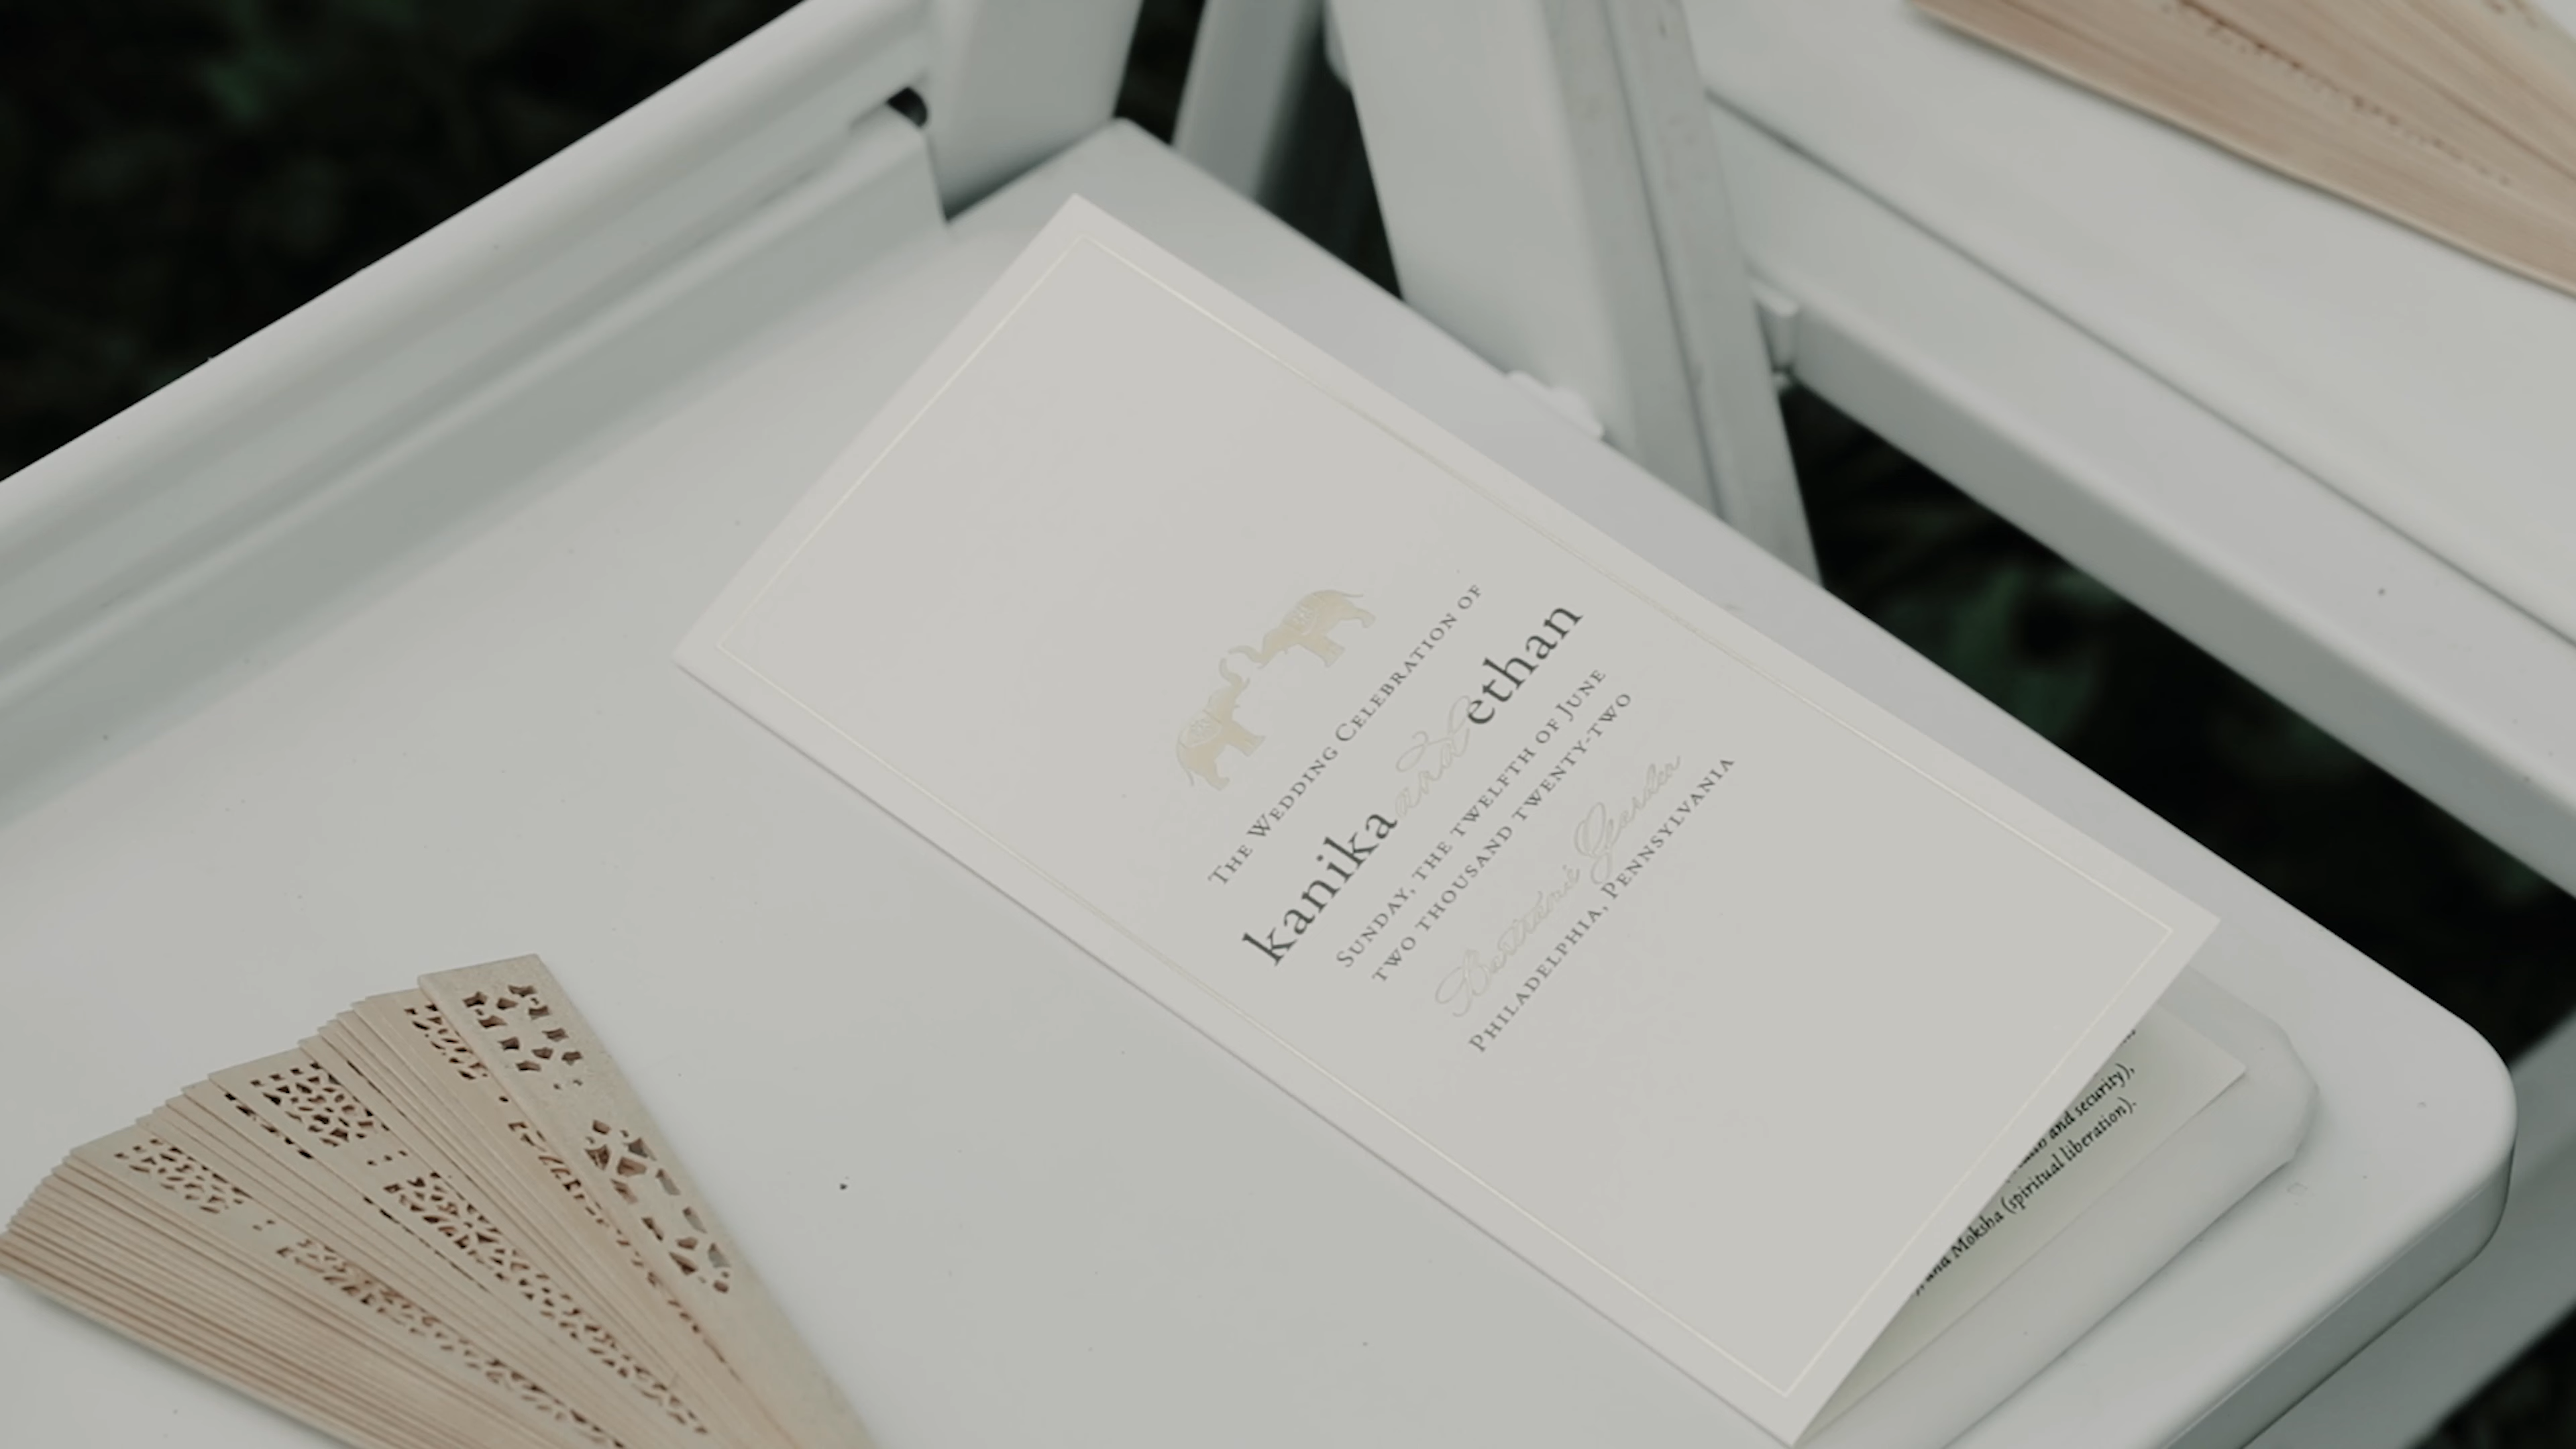 The Wedding Celebration of
kanika and ethan
Sunday, the twelfth of June
two thousand twenty-two
Garden
Philadelphia, Pennsylvania
and security),
and Moksha (spiritual liberation).